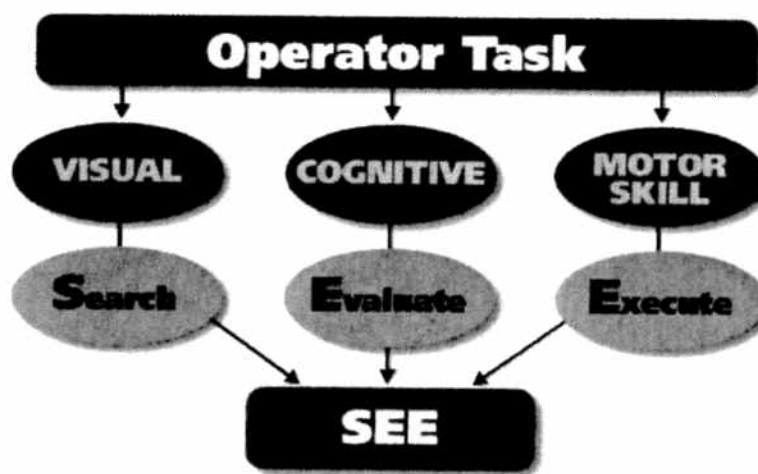 Operator Task
VISUAL
COGNITIVE
MOTOR
SKILL
Search
Evaluate
Execute
SEE